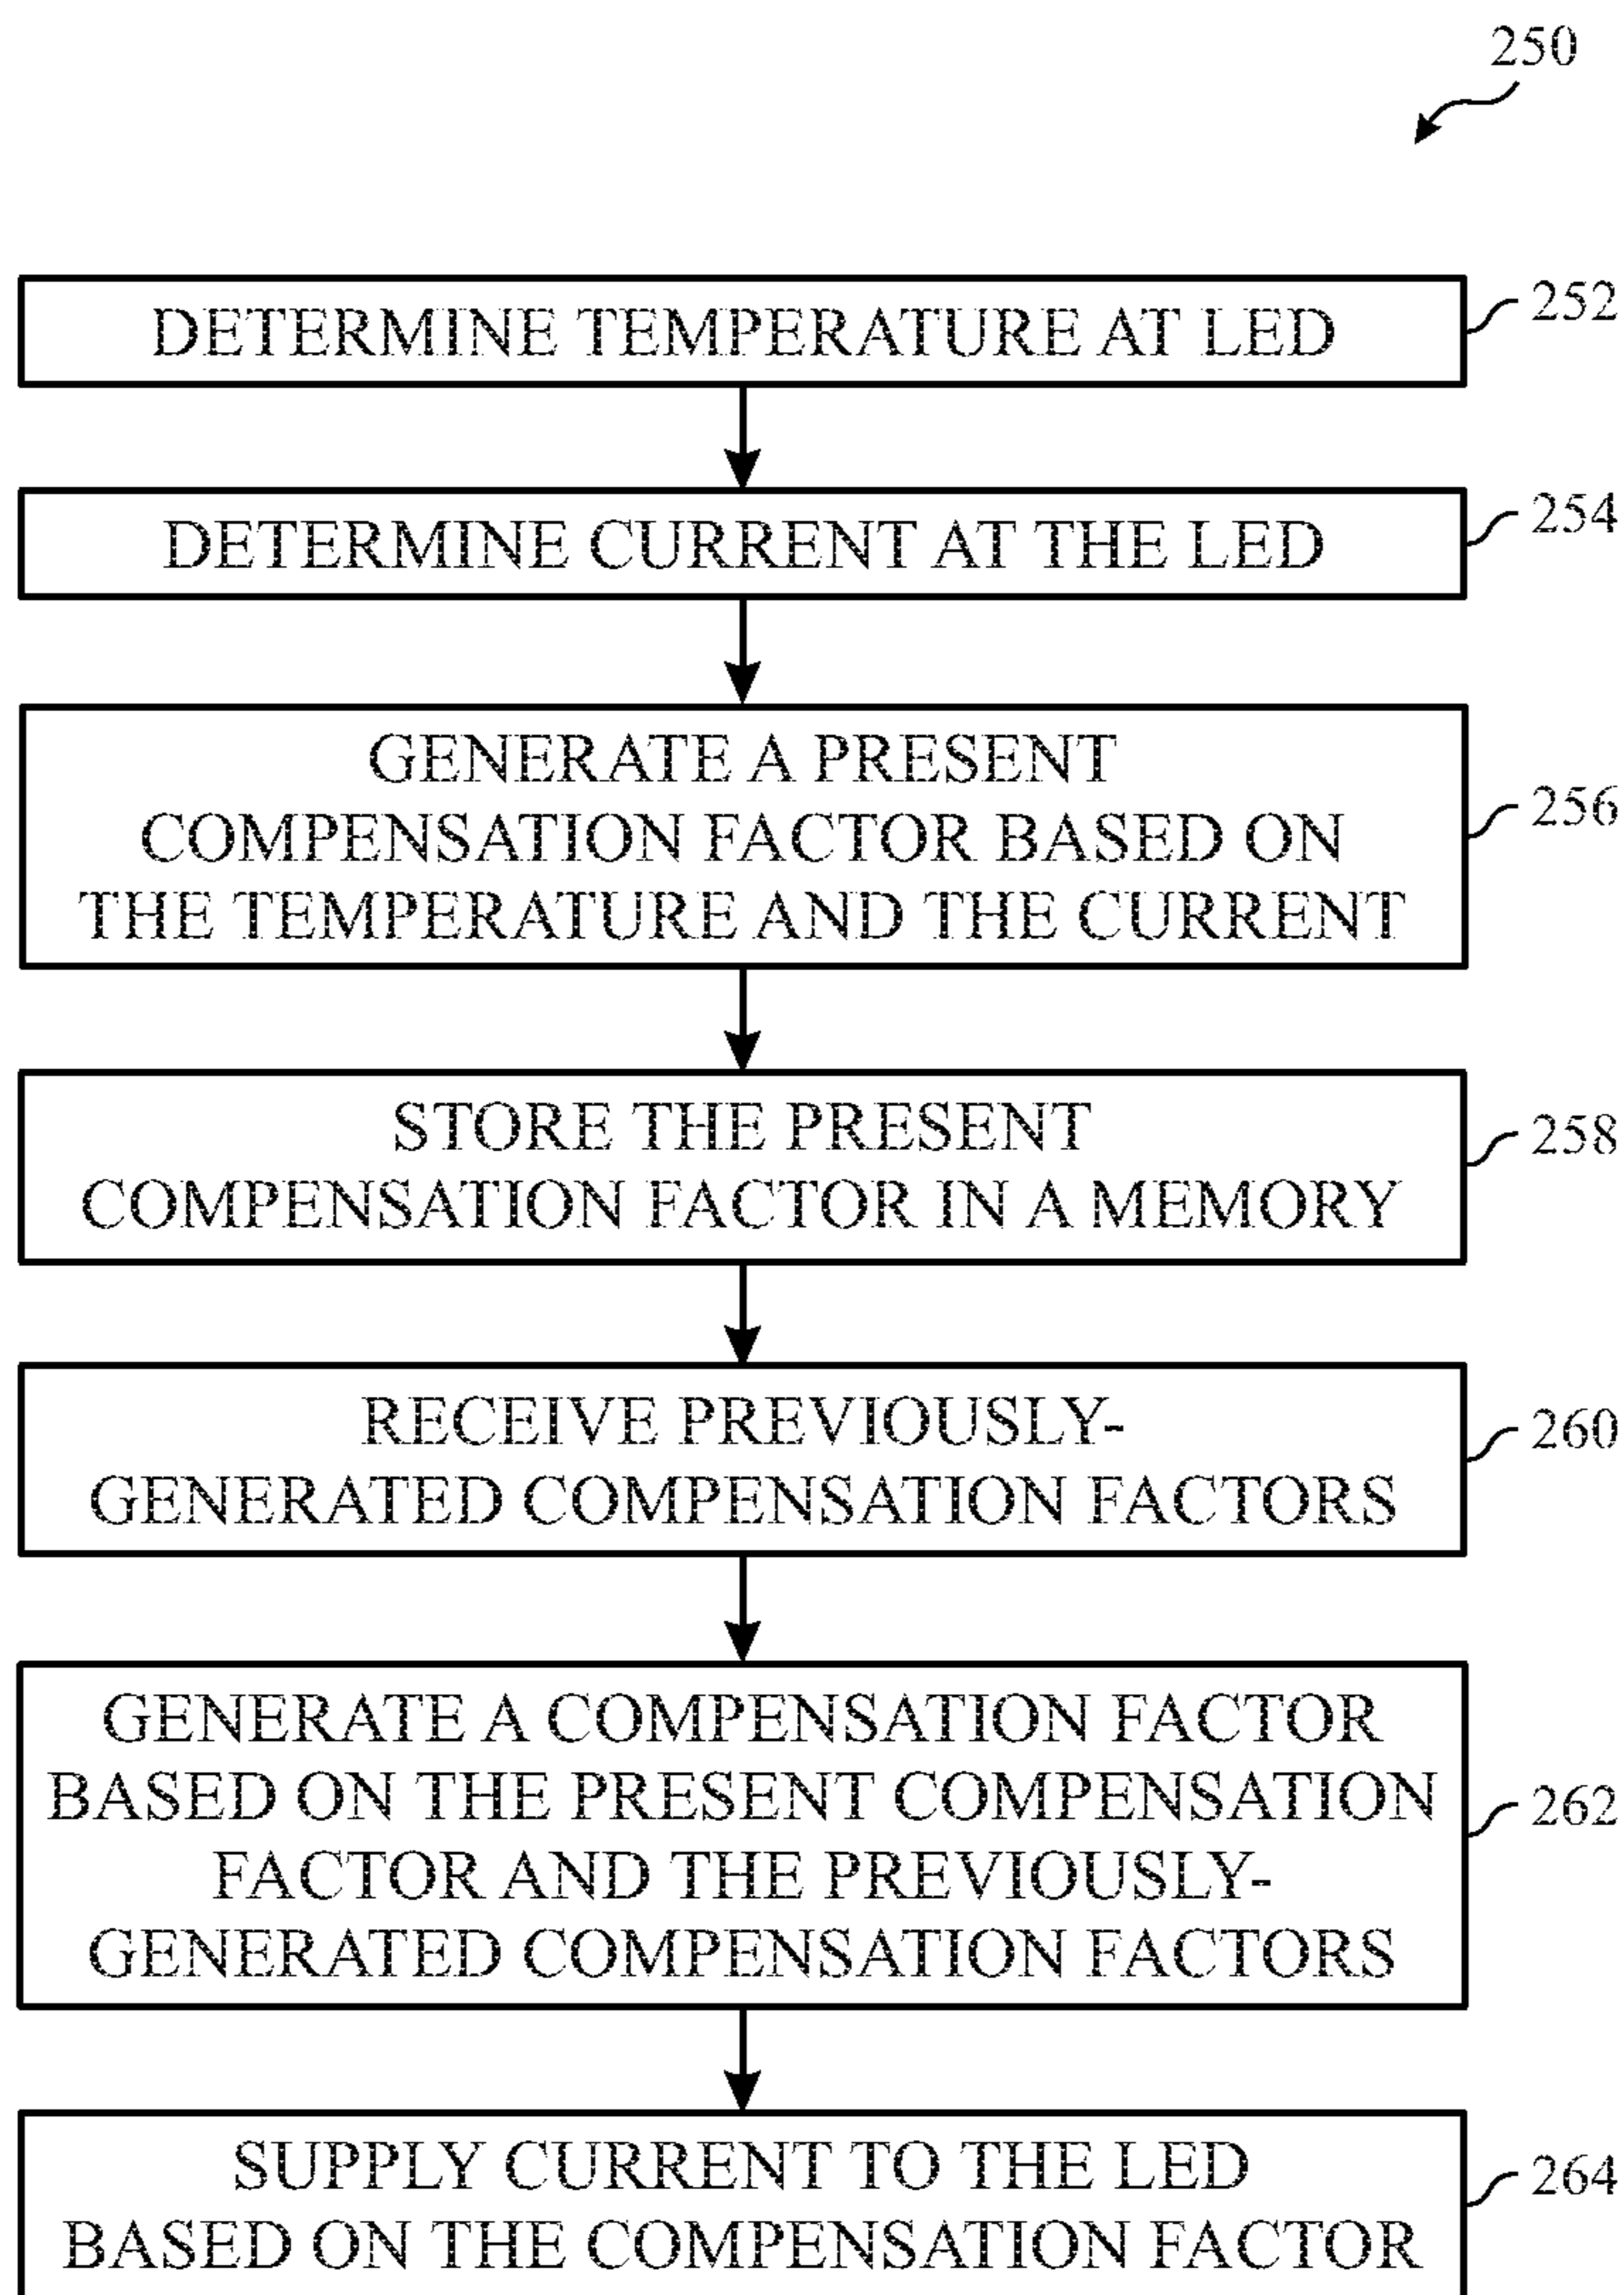 250
DETERMINE TEMPERATURE AT LED
252
DETERMINE CURRENT AT THE LED
254
GENERATE A PRESENT
COMPENSATION FACTOR BASED ON
THE TEMPERATURE AND THE CURRENT
256
STORE THE PRESENT
COMPENSATION FACTOR IN A MEMORY
258
RECEIVE PREVIOUSLY-
GENERATED COMPENSATION FACTORS
260
GENERATE A COMPENSATION FACTOR
BASED ON THE PRESENT COMPENSATION
FACTOR AND THE PREVIOUSLY-
GENERATED COMPENSATION FACTORS
262
SUPPLY CURRENT TO THE LED
BASED ON THE COMPENSATION FACTOR
264